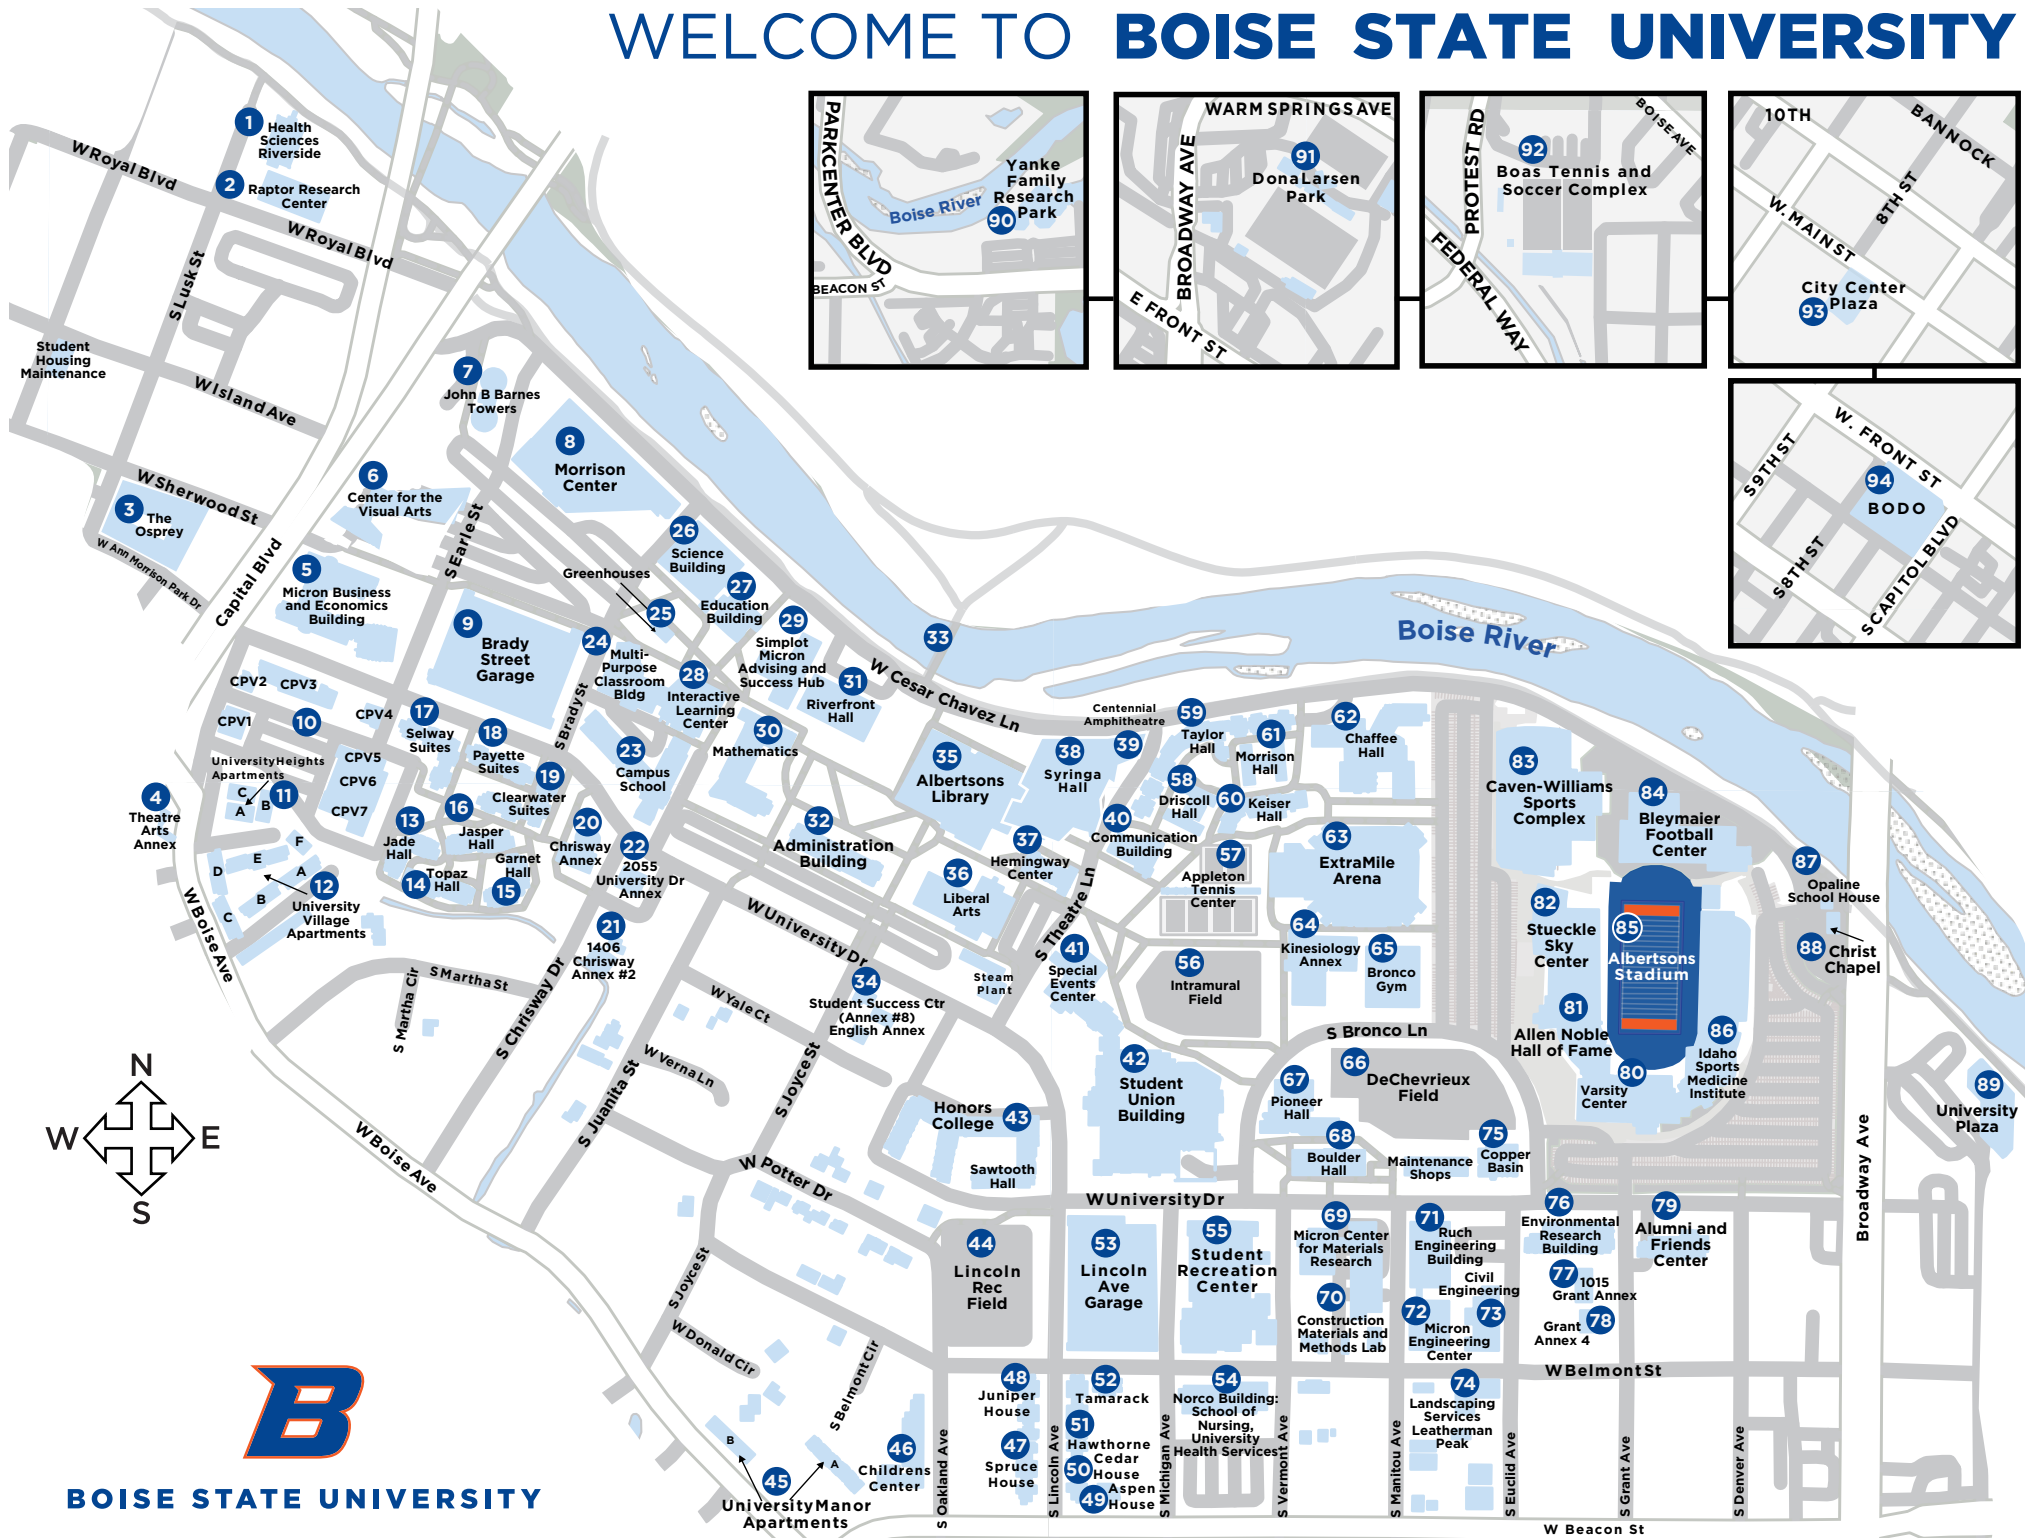 WELCOME TO BOISE STATE UNIVERSITY
PARKCENTER BLVD
BEACON ST
Boise River
Yanke
Family
Research
Park
90
WARM SPRINGS AVE
BROADWAY AVE
E FRONT ST
91
Dona Larsen
Park
PROTEST RD
BOISE AVE
FEDERAL WAY
92
Boas Tennis and
Soccer Complex
10TH
BANNOCK
8TH ST
W. MAIN ST
City Center
Plaza
93
W. FRONT ST
S 9TH ST
S 8TH ST
S CAPITOL BLVD
94
BODO
1
Health
Sciences
Riverside
2
Raptor Research
Center
W Royal Blvd
W Royal Blvd
S Lusk St
Student
Housing
Maintenance
W Island Ave
W Sherwood St
3
The
Osprey
W Ann Morrison Park Dr
Capital Blvd
7
John B Barnes
Towers
8
Morrison
Center
6
Center for the
Visual Arts
S Earle St
5
Micron Business
and Economics
Building
26
Science
Building
Greenhouses
25
27
Education
Building
9
Brady
Street
Garage
24
Multi-
Purpose
Classroom
Bldg
29
Simplot
Micron
Advising and
Success Hub
28
Interactive
Learning
Center
31
Riverfront
Hall
33
W Cesar Chavez Ln
Boise River
S Brady St
CPV2
CPV3
CPV1
10
CPV4
CPV5
CPV6
CPV7
17
Selway
Suites
18
Payette
Suites
19
Clearwater
Suites
23
Campus
School
30
Mathematics
University Heights
Apartments
C
B
A
11
4
Theatre
Arts
Annex
13
Jade
Hall
16
Jasper
Hall
14
Topaz
Hall
Garnet
Hall
15
20
Chrisway
Annex
22
2055
University Dr
Annex
21
1406
Chrisway
Annex #2
F
E
D
A
B
C
12
University
Village
Apartments
W Boise Ave
S Martha Cir
S Martha St
S Chrisway Dr
32
Administration
Building
35
Albertsons
Library
38
Syringa
Hall
Centennial
Amphitheatre
39
37
Hemingway
Center
36
Liberal
Arts
40
Communication
Building
59
Taylor
Hall
58
Driscoll
Hall
61
Morrison
Hall
60
Keiser
Hall
62
Chaffee
Hall
57
Appleton
Tennis
Center
63
ExtraMile
Arena
64
Kinesiology
Annex
65
Bronco
Gym
56
Intramural
Field
S Theatre Ln
41
Special
Events
Center
Steam
Plant
W University Dr
34
Student Success Ctr
(Annex #8)
English Annex
W Yale Ct
W Verna Ln
S Joyce St
S Juanita St
83
Caven-Williams
Sports
Complex
84
Bleymaier
Football
Center
87
Opaline
School House
88
Christ
Chapel
82
Stueckle
Sky
Center
85
Albertsons
Stadium
81
Allen Noble
Hall of Fame
86
Idaho
Sports
Medicine
Institute
80
Varsity
Center
89
University
Plaza
Broadway Ave
S Bronco Ln
66
DeChevrieux
Field
67
Pioneer
Hall
68
Boulder
Hall
Maintenance
Shops
75
Copper
Basin
42
Student
Union
Building
Honors
College
43
Sawtooth
Hall
W Potter Dr
W University Dr
W Boise Ave
N
W
E
S
44
Lincoln
Rec
Field
53
Lincoln
Ave
Garage
55
Student
Recreation
Center
69
Micron Center
for Materials
Research
70
Construction
Materials and
Methods Lab
71
Ruch
Engineering
Building
Civil
Engineering
72
73
Micron
Engineering
Center
76
Environmental
Research
Building
77
1015
Grant Annex
Grant
Annex 4
78
79
Alumni and
Friends
Center
W Belmont St
S Joyce St
W Donald Cir
S Belmont Cir
B
A
45
University Manor
Apartments
46
Childrens
Center
S Oakland Ave
48
Juniper
House
47
Spruce
House
S Lincoln Ave
52
Tamarack
51
Hawthorne
50
Cedar
House
49
Aspen
House
S Michigan Ave
54
Norco Building:
School of
Nursing,
University
Health Services
S Vermont Ave
S Manitou Ave
74
Landscaping
Services
Leatherman
Peak
S Euclid Ave
S Grant Ave
S Denver Ave
W Beacon St
B
BOISE STATE UNIVERSITY